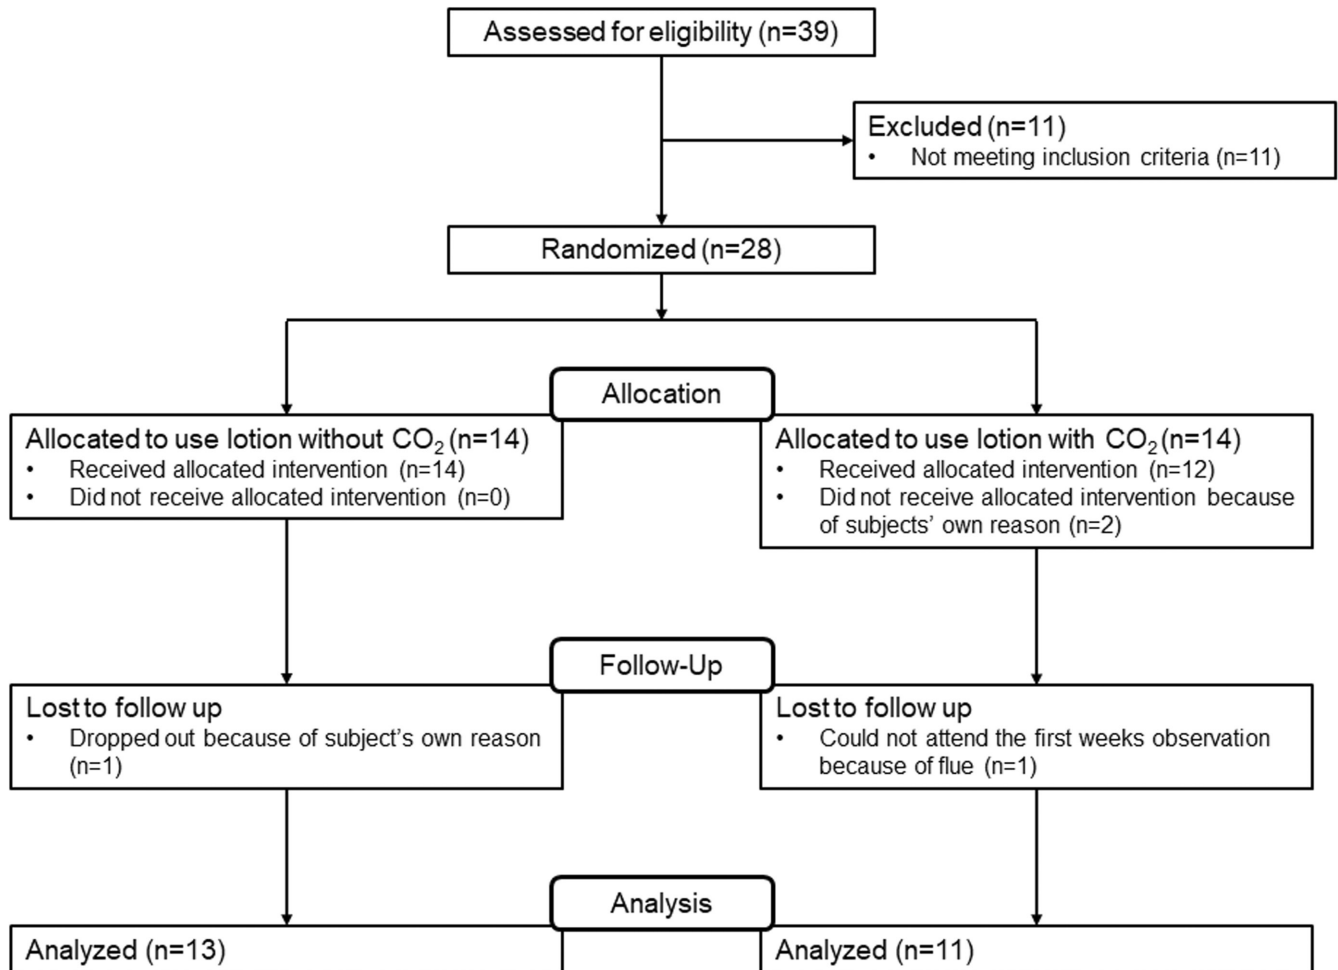 Assessed for eligibility (n=39)
Excluded (n=11)
• Not meeting inclusion criteria (n=11)
Randomized (n=28)
Allocation
Allocated to use lotion without CO₂ (n=14)
• Received allocated intervention (n=14)
• Did not receive allocated intervention (n=0)
Allocated to use lotion with CO₂ (n=14)
• Received allocated intervention (n=12)
• Did not receive allocated intervention because
of subjects’ own reason (n=2)
Follow-Up
Lost to follow up
• Dropped out because of subject’s own reason
(n=1)
Lost to follow up
• Could not attend the first weeks observation
because of flue (n=1)
Analysis
Analyzed (n=13)
Analyzed (n=11)